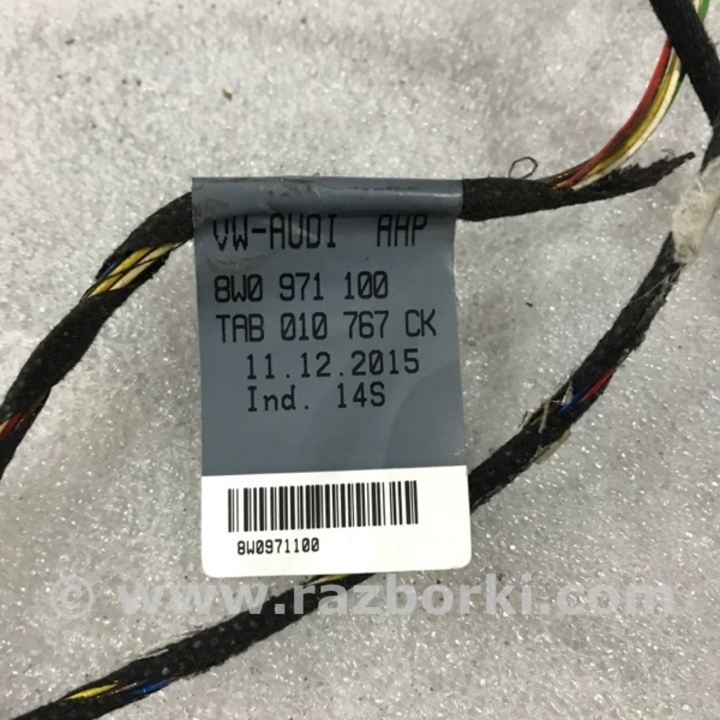 VW-AUDI AHP
8W0 971 100
TAB 010 767 CK
11.12.2015
Ind. 14S
8W0971100
© www.razborki.com